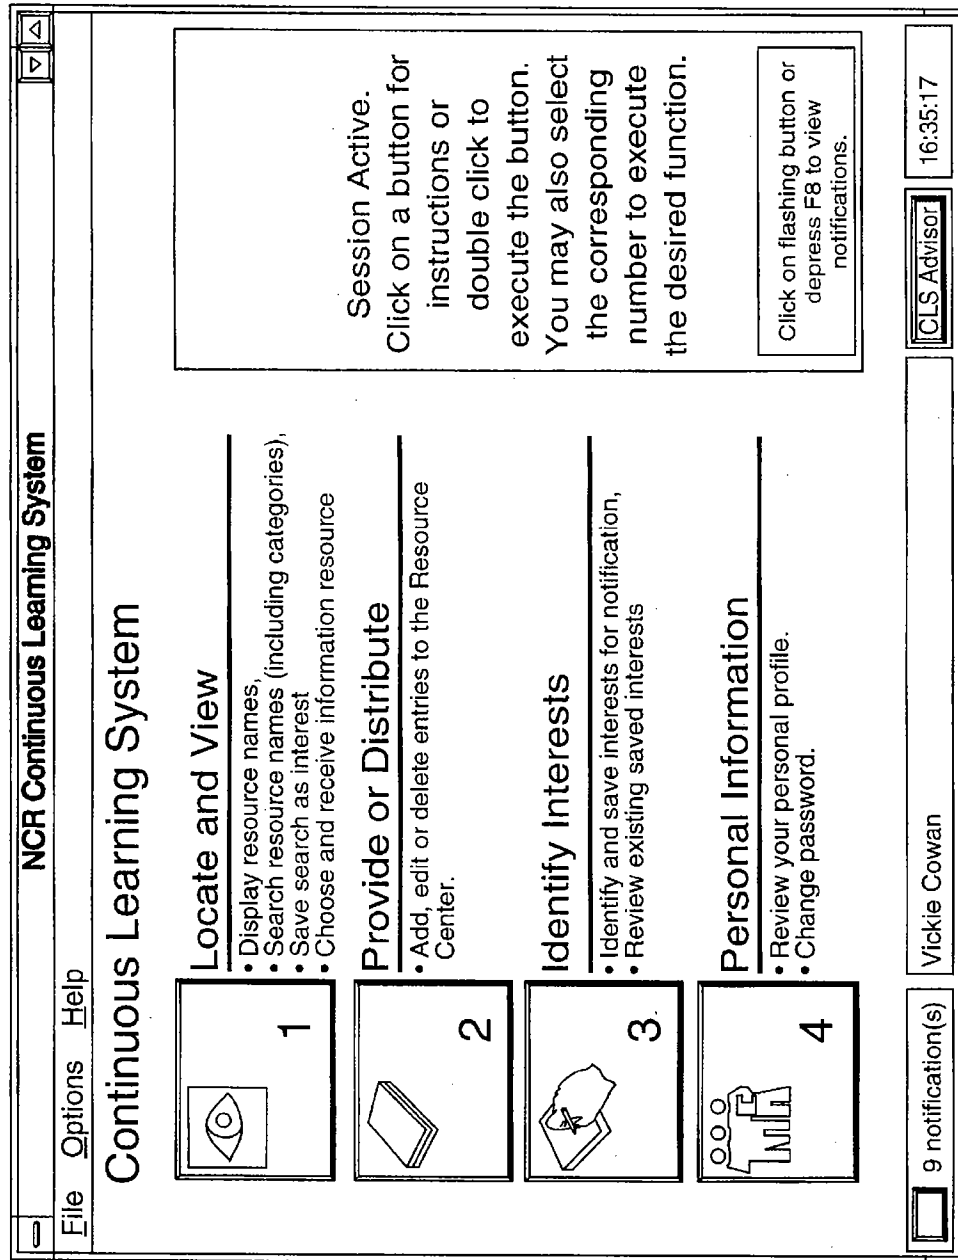 NCR Continuous Learning System
File Options Help
Continuous Learning System
1
Locate and View
• Display resource names,
• Search resource names (including categories),
• Save search as interest
• Choose and receive information resource
2
Provide or Distribute
• Add, edit or delete entries to the Resource
Center.
3
Identify Interests
• Identify and save interests for notification,
• Review existing saved interests
4
Personal Information
• Review your personal profile.
• Change password.
Session Active.
Click on a button for
instructions or
double click to
execute the button.
You may also select
the corresponding
number to execute
the desired function.
Click on flashing button or
depress F8 to view
notifications.
9 notification(s)
Vickie Cowan
CLS Advisor
16:35:17